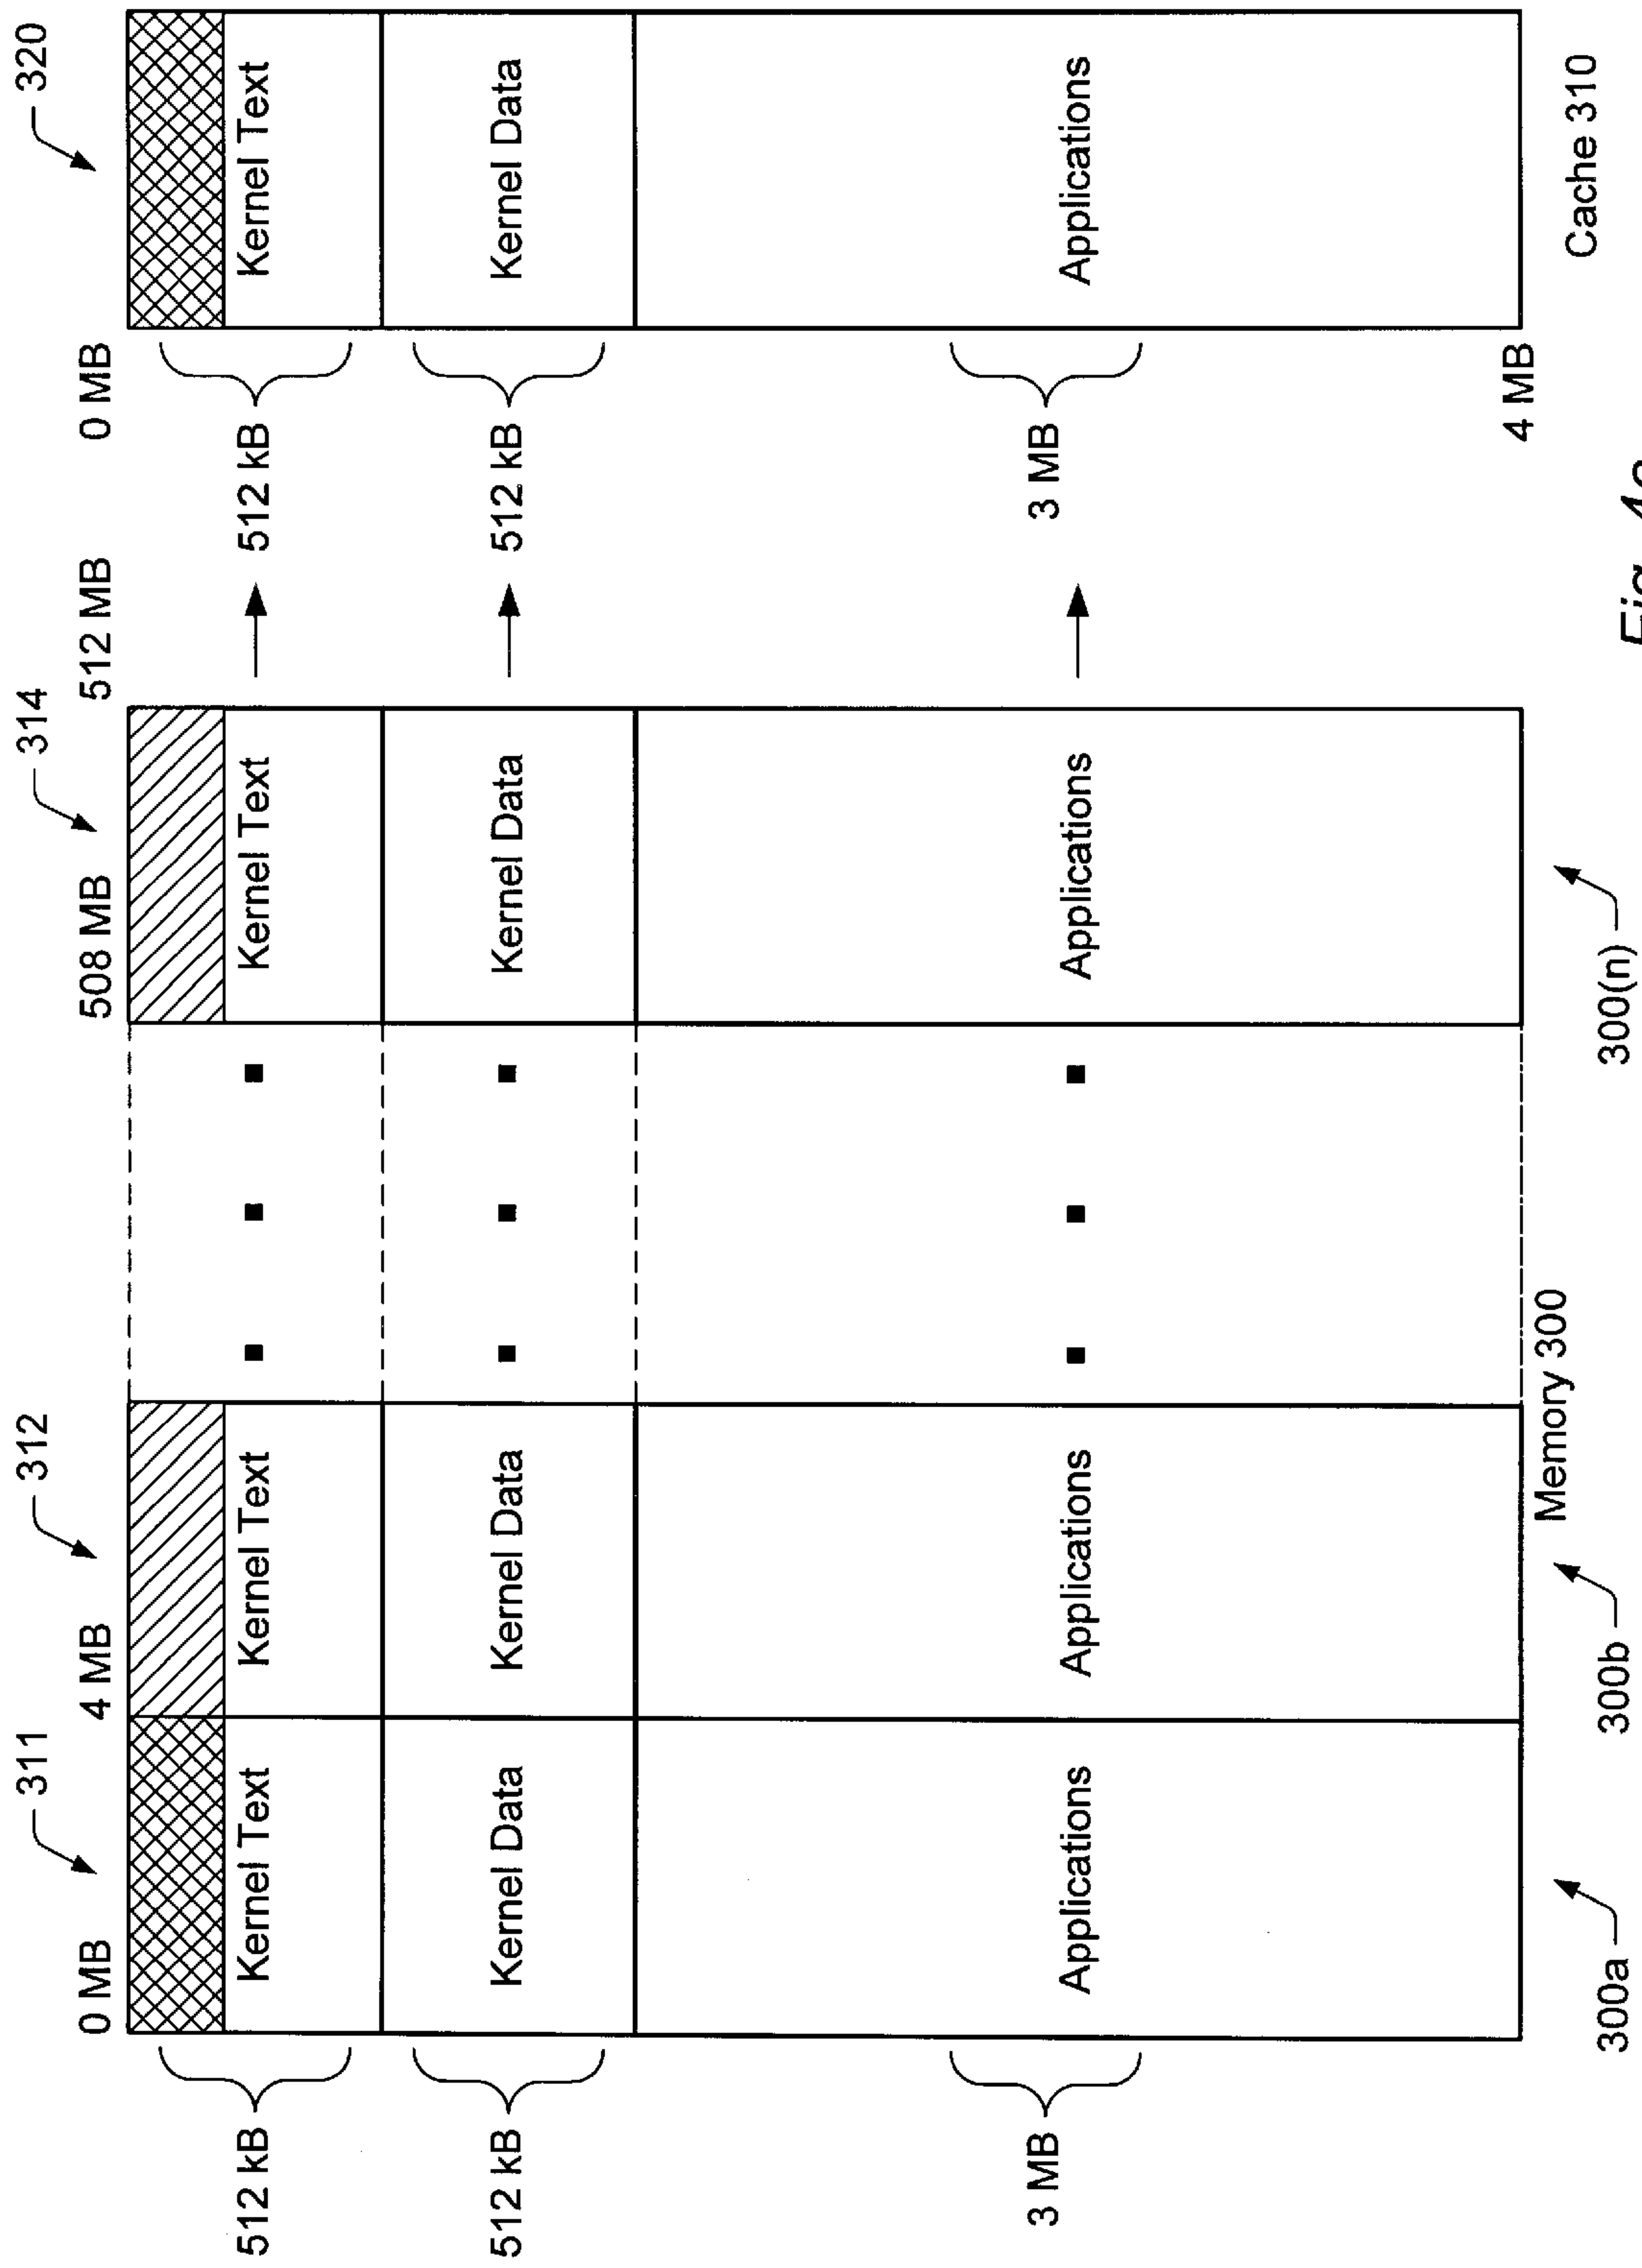 311 312 314 320
0 MB 4 MB 508 MB 512 MB 0 MB
512 kB Kernel Text Kernel Text Kernel Text 512 kB Kernel Text
512 kB Kernel Data Kernel Data Kernel Data 512 kB Kernel Data
3 MB Applications Applications Applications 3 MB Applications
4 MB
Memory 300
Cache 310
300a 300b 300(n)
Fig.